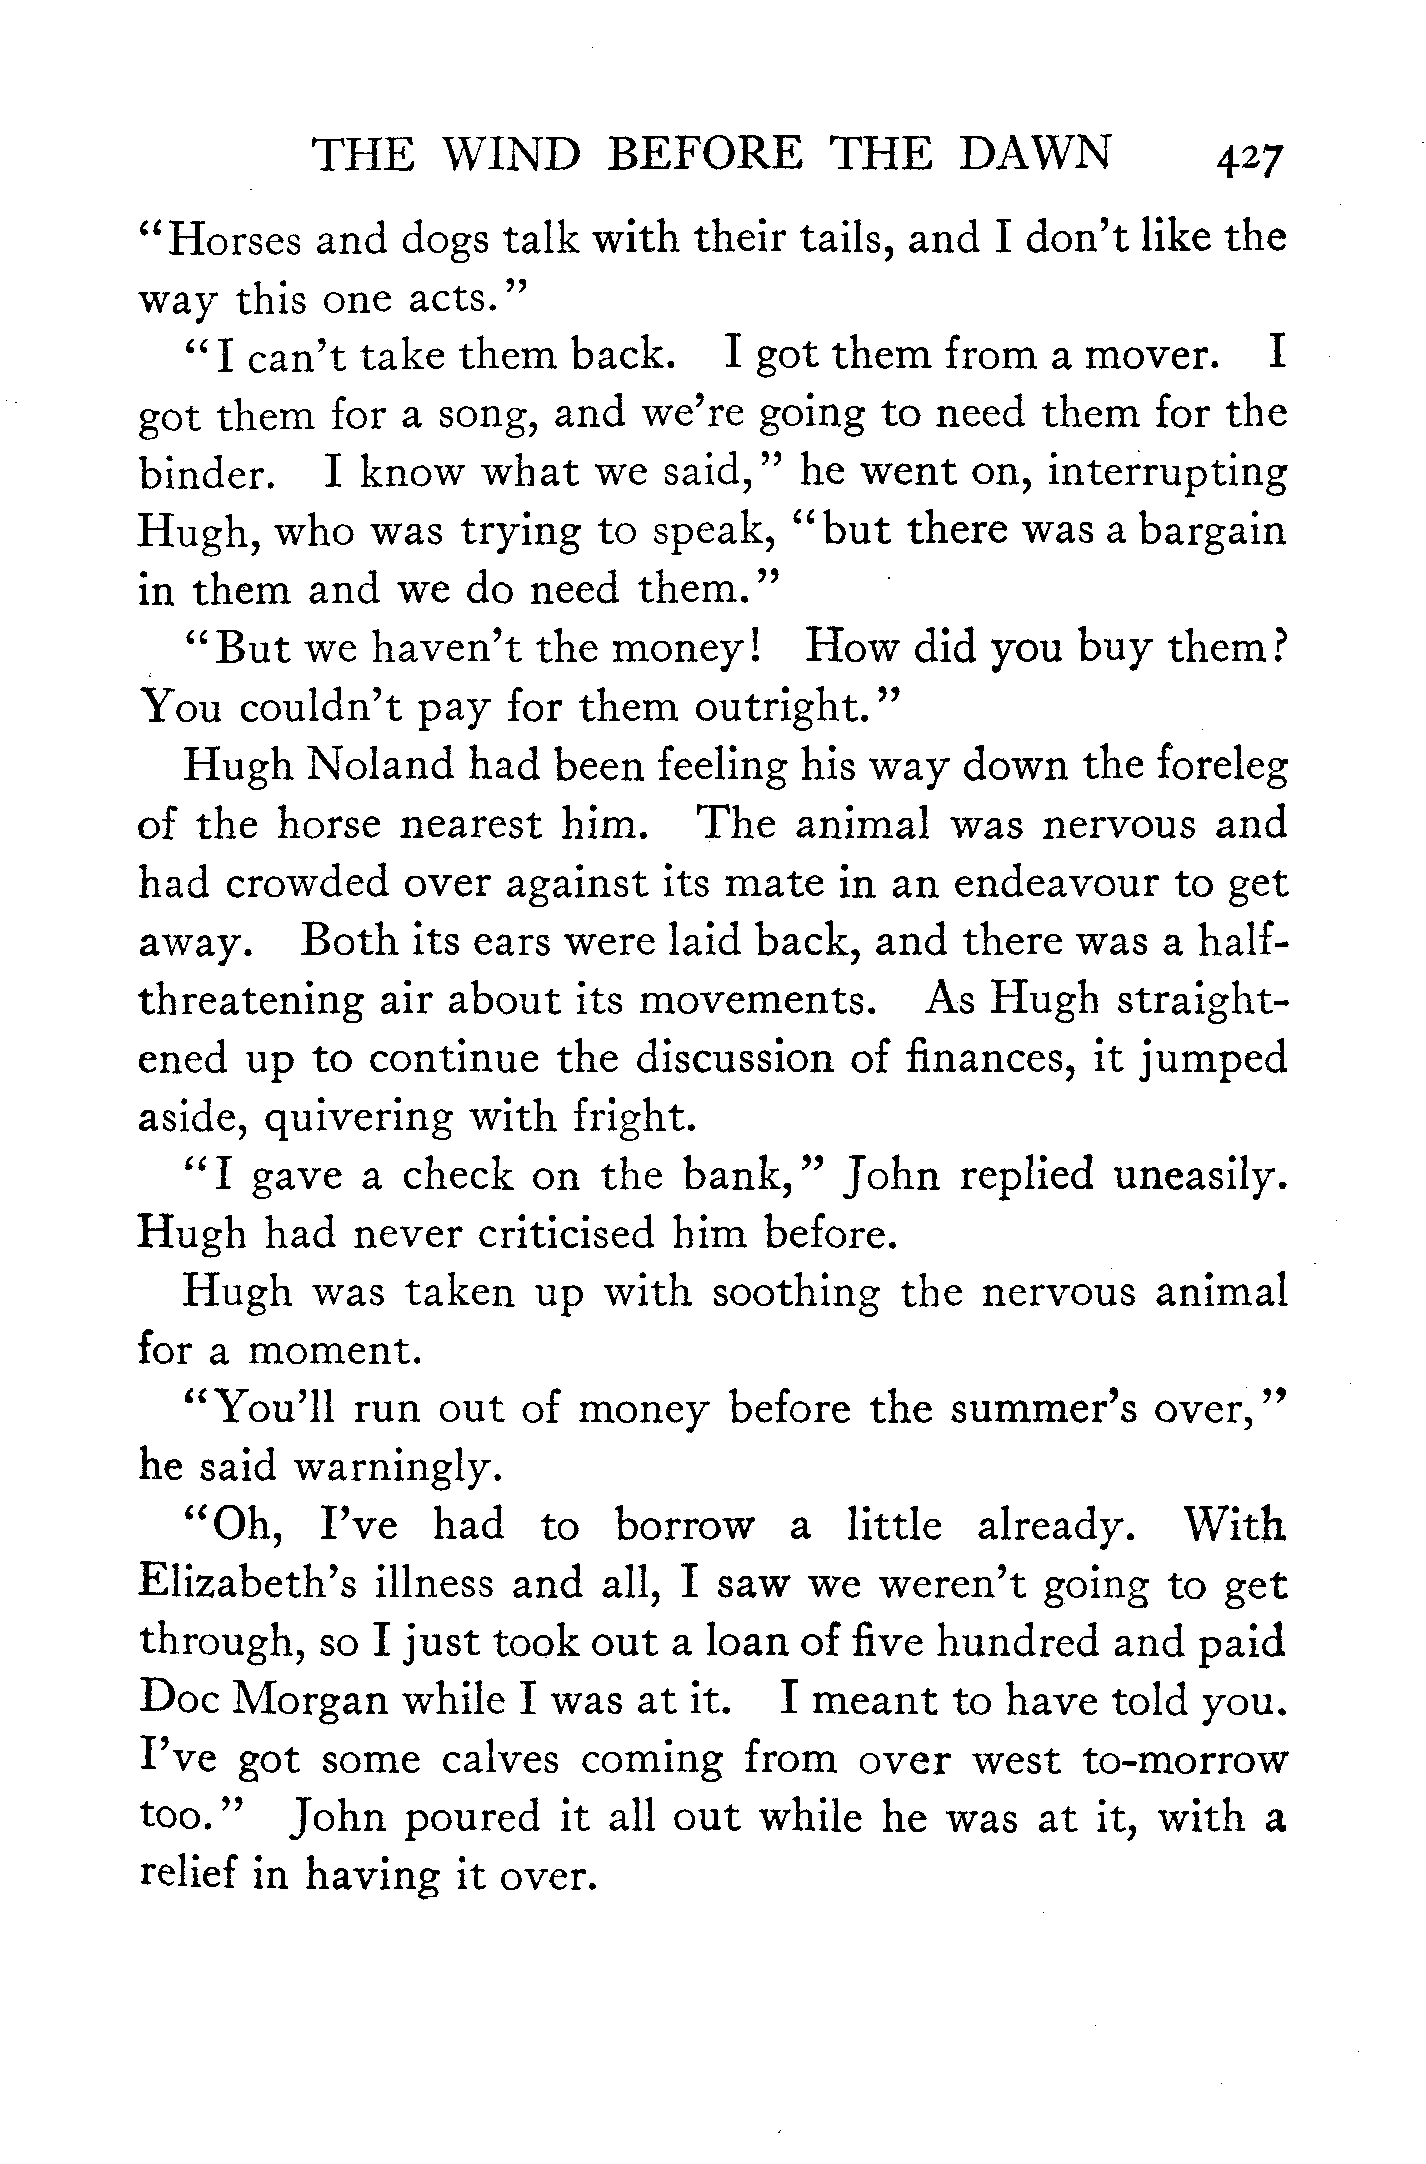 THE WIND BEFORE THE DAWN 427
“Horses and dogs talk with their tails, and I don’t like the
way this one acts.”
“I can’t take them back. I got them from a mover. I
got them for a song, and we’re going to need them for the
binder. I know what we said,” he went on, interrupting
Hugh, who was trying to speak, “but there was a bargain
in them and we do need them.”
“But we haven’t the money! How did you buy them?
You couldn’t pay for them outright.”
Hugh Noland had been feeling his way down the foreleg
of the horse nearest him. The animal was nervous and
had crowded over against its mate in an endeavour to get
away. Both its ears were laid back, and there was a half-
threatening air about its movements. As Hugh straight-
ened up to continue the discussion of finances, it jumped
aside, quivering with fright.
“I gave a check on the bank,” John replied uneasily.
Hugh had never criticised him before.
Hugh was taken up with soothing the nervous animal
for a moment.
“You’ll run out of money before the summer’s over,”
he said warningly.
“Oh, I’ve had to borrow a little already. With
Elizabeth’s illness and all, I saw we weren’t going to get
through, so I just took out a loan of five hundred and paid
Doc Morgan while I was at it. I meant to have told you.
I’ve got some calves coming from over west to-morrow
too.” John poured it all out while he was at it, with a
relief in having it over.